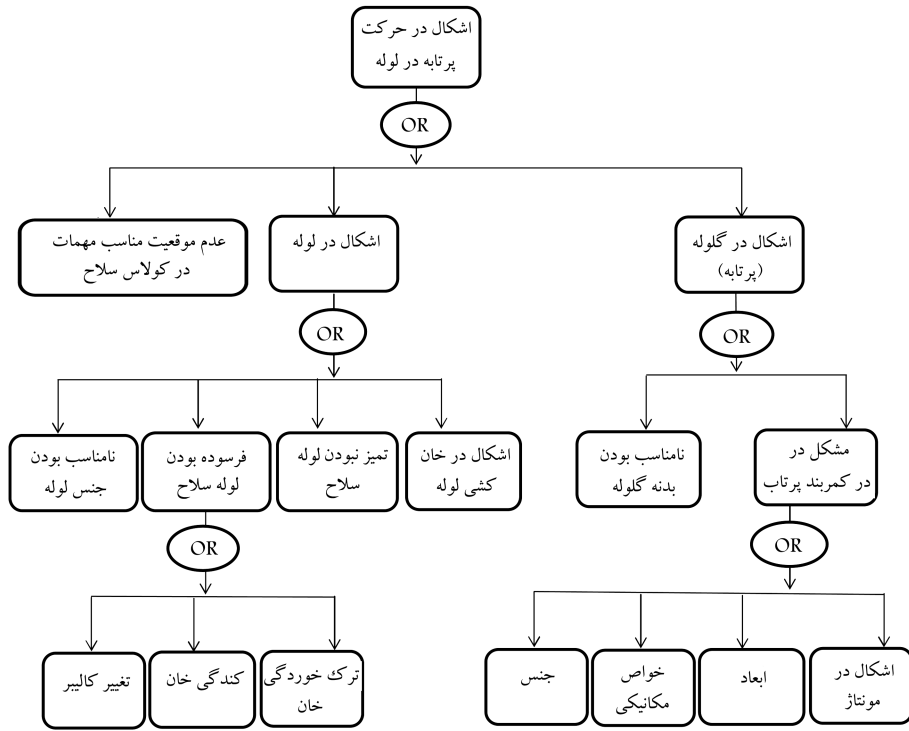 اشکال در حرکت
پرتابه در لوله
OR
اشکال در گلوله
(پرتابه)
اشکال در لوله
عدم موقعیت مناسب مهمات
در کولاس سلاح
OR
OR
مشکل در
در کمربند پرتاب
نامناسب بودن
بدنه گلوله
اشکال در خان
کشی لوله
تمیز نبودن لوله
سلاح
فرسوده بودن
لوله سلاح
نامناسب بودن
جنس لوله
OR
OR
اشکال در
مونتاژ
ابعاد
خواص
مکانیکی
جنس
ترک خوردگی
خان
کندگی خان
تغییر کالیبر